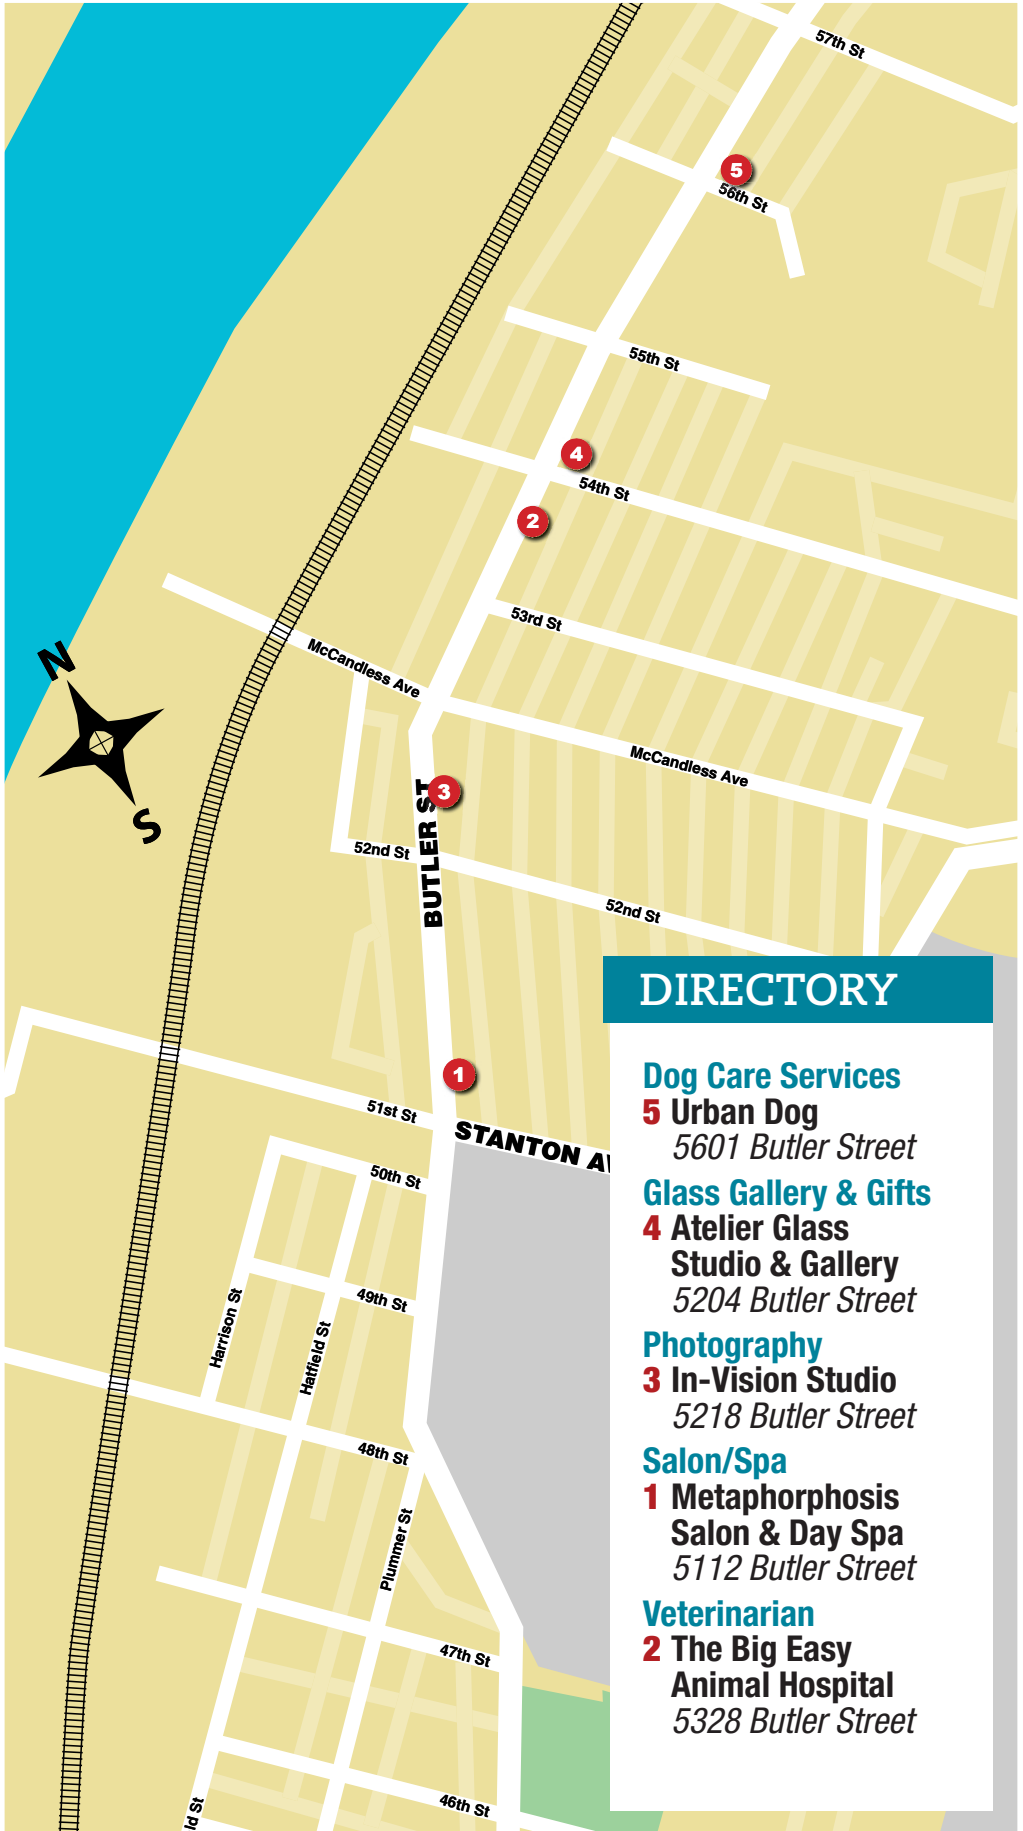 57th St
5
56th St
55th St
4
54th St
2
53rd St
N
McCandless Ave
McCandless Ave
S
3
BUTLER ST
52nd St
52nd St
1
51st St
STANTON AV
50th St
49th St
Harrison St
Hatfield St
48th St
Plummer St
47th St
46th St
ld St
DIRECTORY
Dog Care Services
5 Urban Dog
5601 Butler Street
Glass Gallery & Gifts
4 Atelier Glass
Studio & Gallery
5204 Butler Street
Photography
3 In-Vision Studio
5218 Butler Street
Salon/Spa
1 Metaphorphosis
Salon & Day Spa
5112 Butler Street
Veterinarian
2 The Big Easy
Animal Hospital
5328 Butler Street